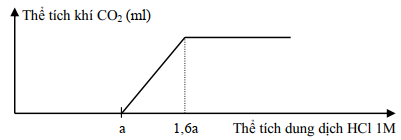 Thể tích khí CO₂ (ml)
a 1,6a Thể tích dung dịch HCl 1M